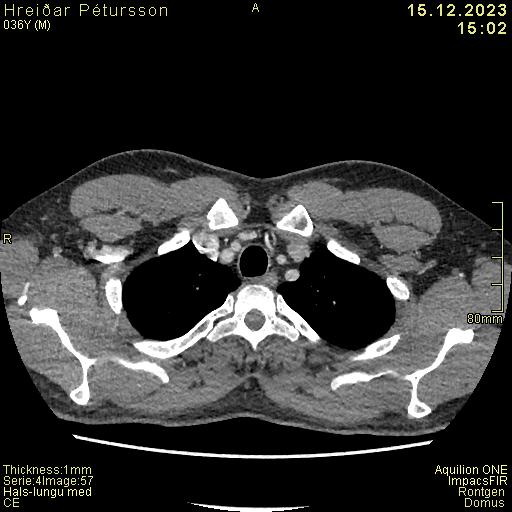 Hreiðar Pétursson
036Y (M)
A
15.12.2023
15:02
R
80mm
Thickness:1mm
Serie:4Image:57
Hals-lungu med
CE
Aquilion ONE
ImpacsFIR
Rontgen
Domus